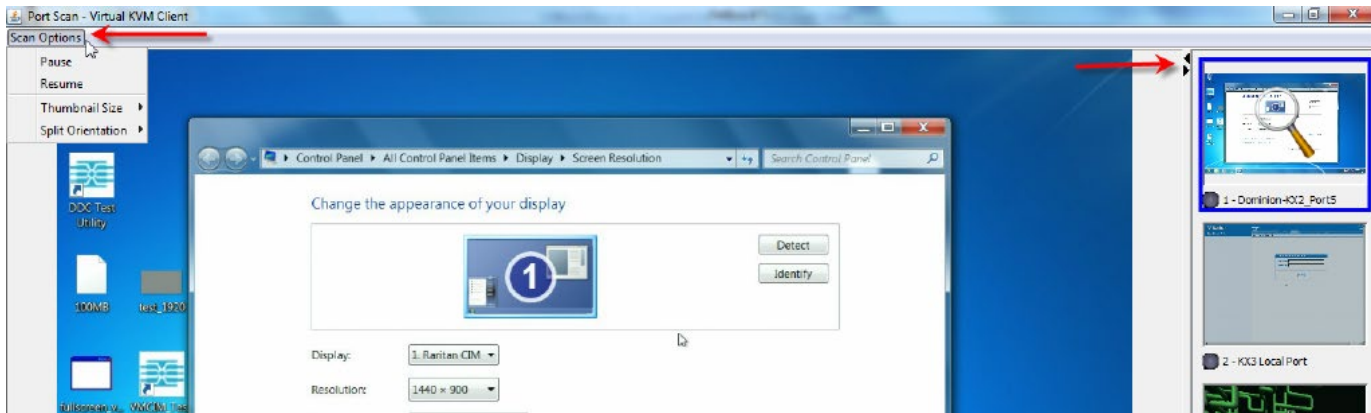 Port Scan - Virtual KVM Client
Scan Options
Pause
Resume
Thumbnail Size
Split Orientation
Control Panel All Control Panel Items Display Screen Resolution
Search Control Panel
DDC Test
Utility
100MB
test_1920
Change the appearance of your display
1
Detect
Identify
Display:
1. Raritan CIM
Resolution:
1440 × 900
1 - Dominion-KX2_Port5
2 - KX3 Local Port